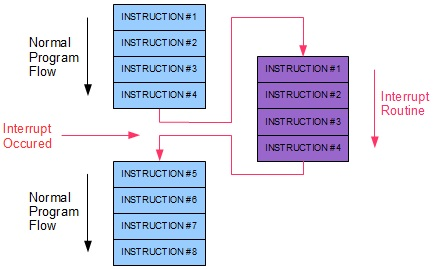 Normal
Program
Flow
INSTRUCTION #1
INSTRUCTION #2
INSTRUCTION #3
INSTRUCTION #4
INSTRUCTION #1
INSTRUCTION #2
INSTRUCTION #3
INSTRUCTION #4
Interrupt
Routine
Interrupt
Occured
Normal
Program
Flow
INSTRUCTION #5
INSTRUCTION #6
INSTRUCTION #7
INSTRUCTION #8